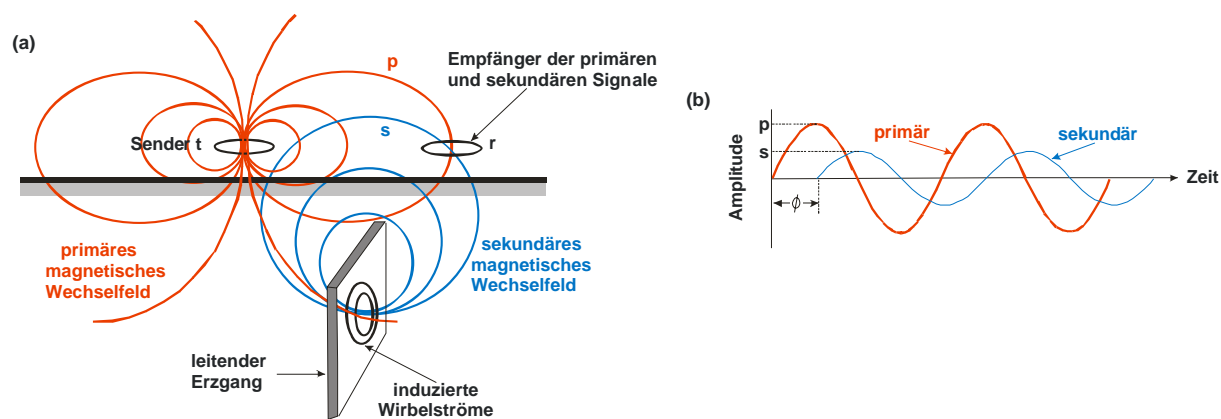 (a)
p
Empfänger der primären
und sekundären Signale
s
Sender t
r
primäres
magnetisches
Wechselfeld
sekundäres
magnetisches
Wechselfeld
leitender
Erzgang
induzierte
Wirbelströme
(b)
Amplitude
p
s
primär
sekundär
Zeit
ϕ